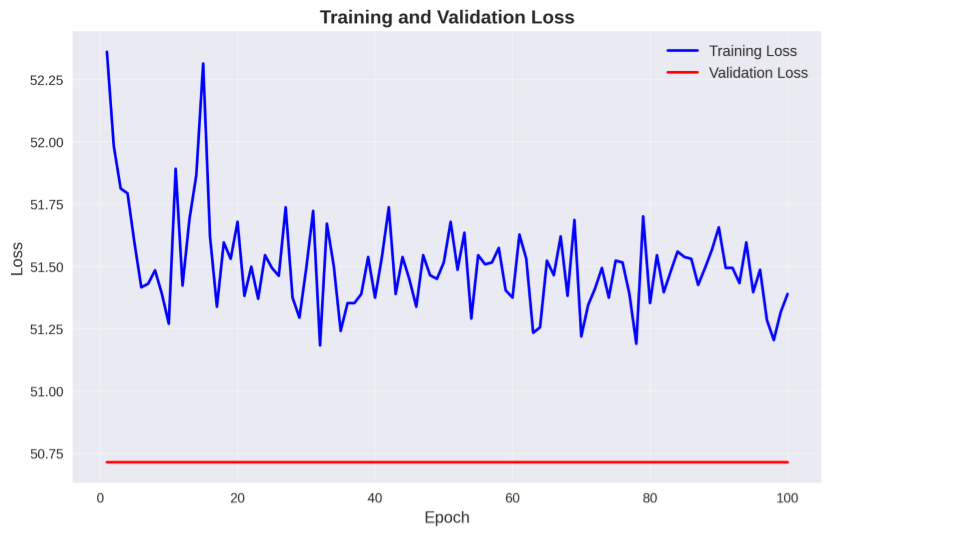 Training and Validation Loss
Training Loss
Validation Loss
52.25
52.00
51.75
51.50
51.25
51.00
50.75
Loss
0 20 40 60 80 100
Epoch